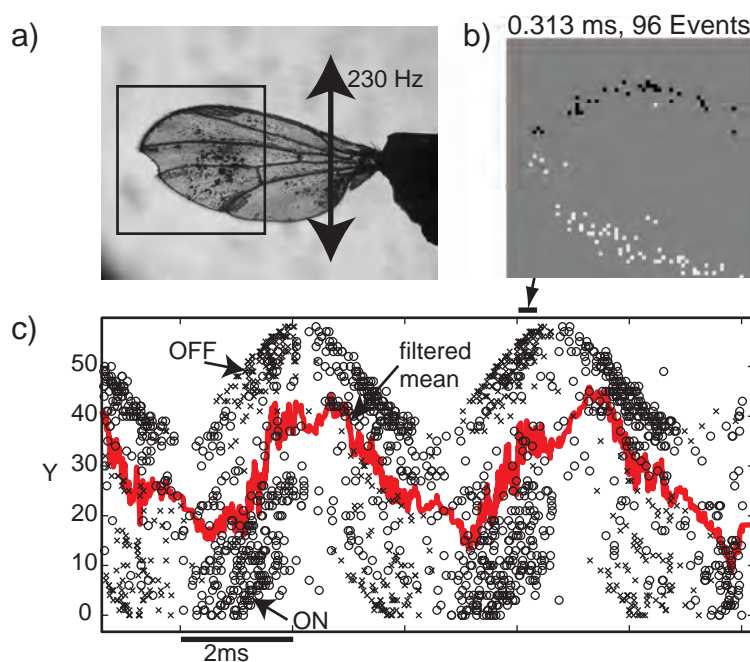 a)
230 Hz
b)
0.313 ms, 96 Events
c)
OFF
filtered
mean
50
40
30
Y
20
10
0
ON
2ms